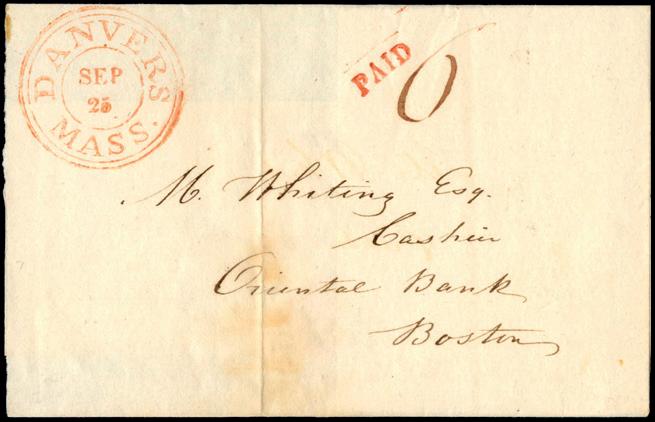 DANVERS
SEP
25
MASS.
PAID
6
M. Whiting Esq.
Cashier
Oriental Bank
Boston